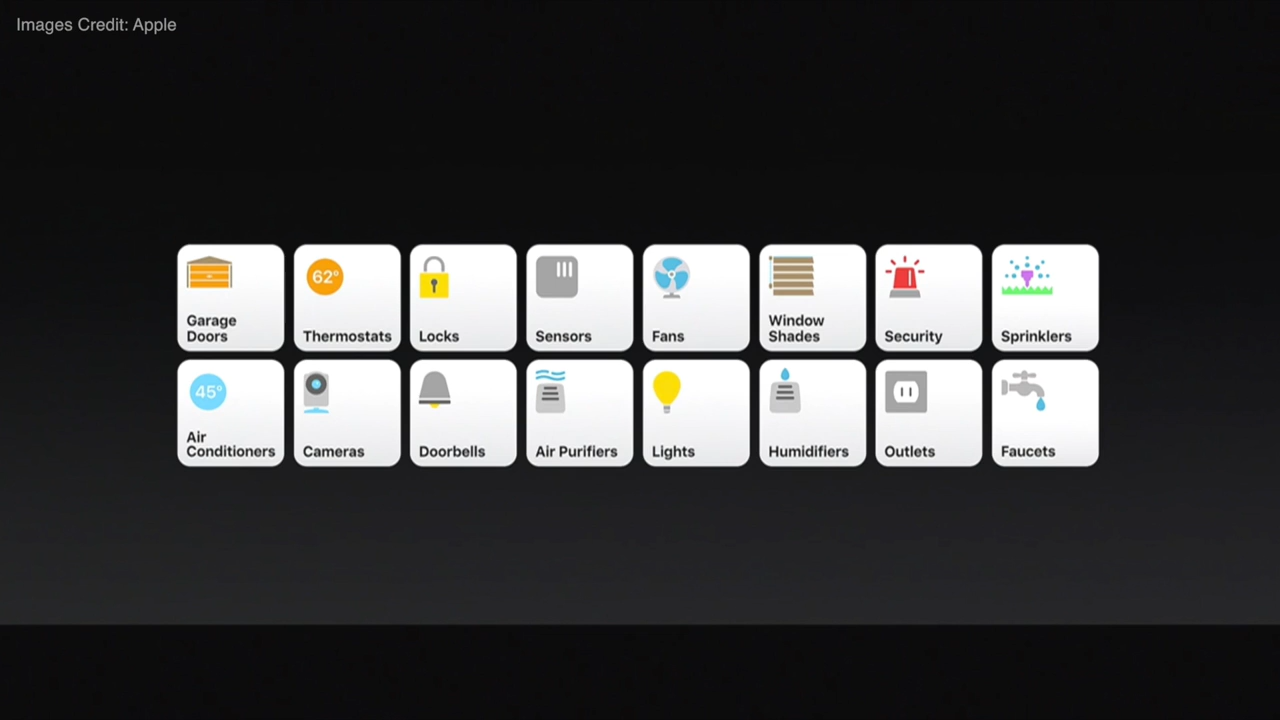 Images Credit: Apple
Garage
Doors
62°
Thermostats
Locks
Sensors
Fans
Window
Shades
Security
Sprinklers
45°
Air
Conditioners
Cameras
Doorbells
Air Purifiers
Lights
Humidifiers
Outlets
Faucets